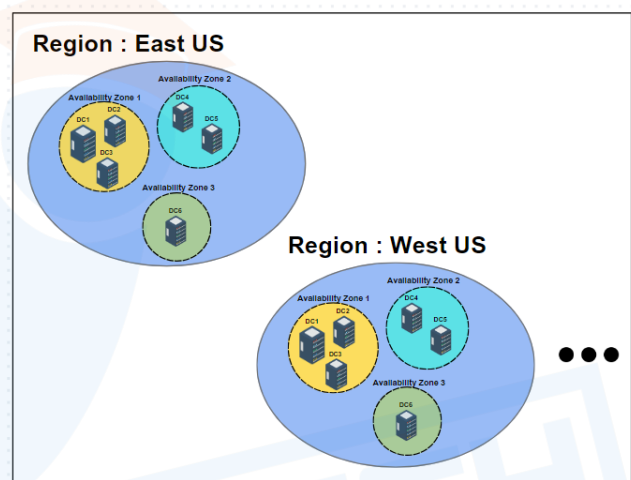 Region : East US
Availability Zone 2
Availability Zone 1
DC4
DC2
DC1
DC5
DC3
Availability Zone 3
DC6
Region : West US
Availability Zone 2
Availability Zone 1
DC4
DC2
DC1
DC5
DC3
Availability Zone 3
DC6